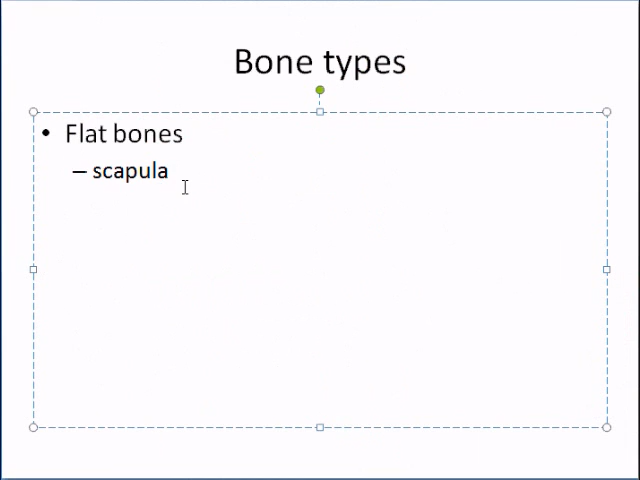 Bone types
• Flat bones
– scapula